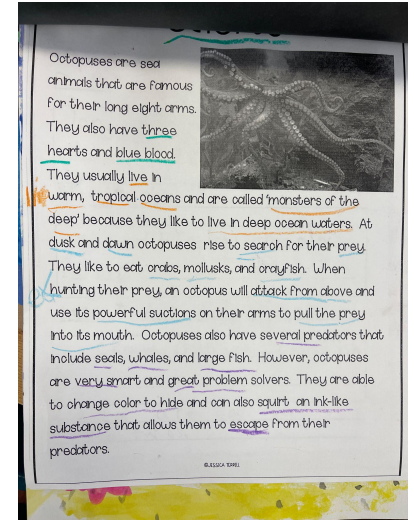 Octopuses are sea
animals that are famous
for their long eight arms.
They also have three
hearts and blue blood.
They usually live in
warm, tropical oceans and are called 'monsters of the
deep' because they like to live in deep ocean waters. At
dusk and dawn octopuses rise to search for their prey.
They like to eat crabs, mollusks, and crayfish. When
hunting their prey, an octopus will attack from above and
use its powerful suctions on their arms to pull the prey
into its mouth. Octopuses also have several predators that
include seals, whales, and large fish. However, octopuses
are very smart and great problem solvers. They are able
to change color to hide and can also squirt an ink-like
substance that allows them to escape from their
predators.